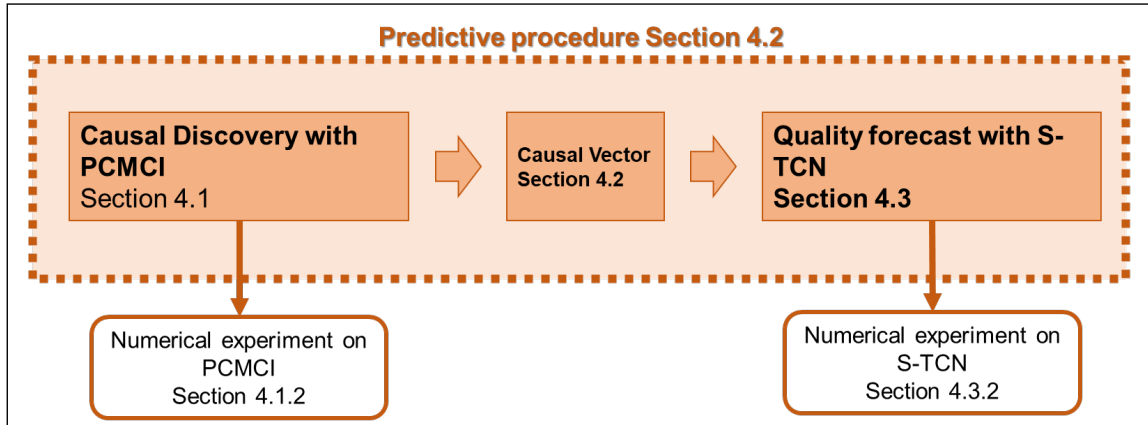 Predictive procedure Section 4.2
Causal Discovery with
PCMCI
Section 4.1
Causal Vector
Section 4.2
Quality forecast with S-
TCN
Section 4.3
Numerical experiment on
PCMCI
Section 4.1.2
Numerical experiment on
S-TCN
Section 4.3.2